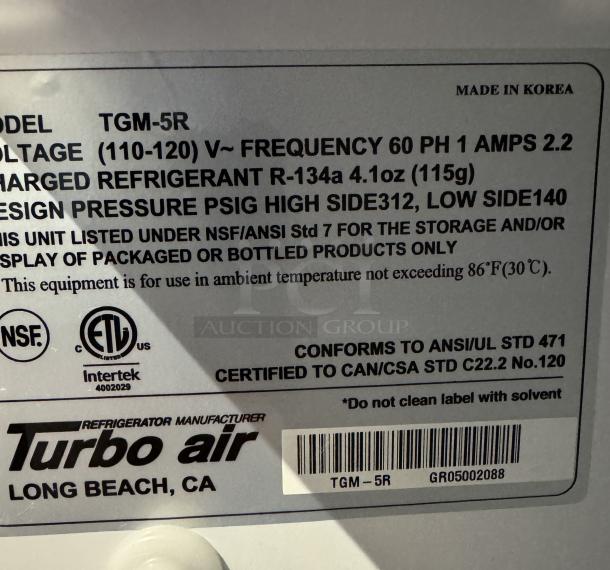 MADE IN KOREA
ODEL TGM-5R
OLTAGE (110-120) V~ FREQUENCY 60 PH 1 AMPS 2.2
HARGED REFRIGERANT R-134a 4.1oz (115g)
ESIGN PRESSURE PSIG HIGH SIDE312, LOW SIDE140
HIS UNIT LISTED UNDER NSF/ANSI Std 7 FOR THE STORAGE AND/OR
SPLAY OF PACKAGED OR BOTTLED PRODUCTS ONLY
This equipment is for use in ambient temperature not exceeding 86°F(30℃).
PCI
AUCTION GROUP
NSF.
C ETL US
LISTED
Intertek
4002029
CONFORMS TO ANSI/UL STD 471
CERTIFIED TO CAN/CSA STD C22.2 No.120
*Do not clean label with solvent
REFRIGERATOR MANUFACTURER
Turbo air
LONG BEACH, CA
TGM-5R GR05002088